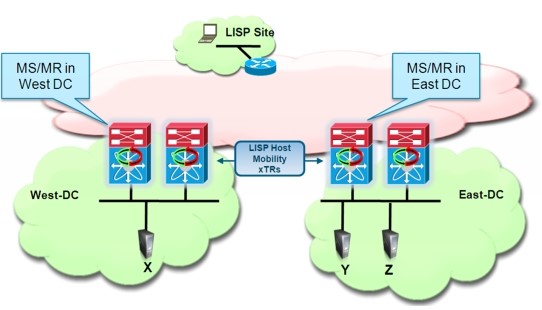 LISP Site
MS/MR in
West DC
MS/MR in
East DC
LISP Host
Mobility
xTRs
West-DC
East-DC
X
Y
Z